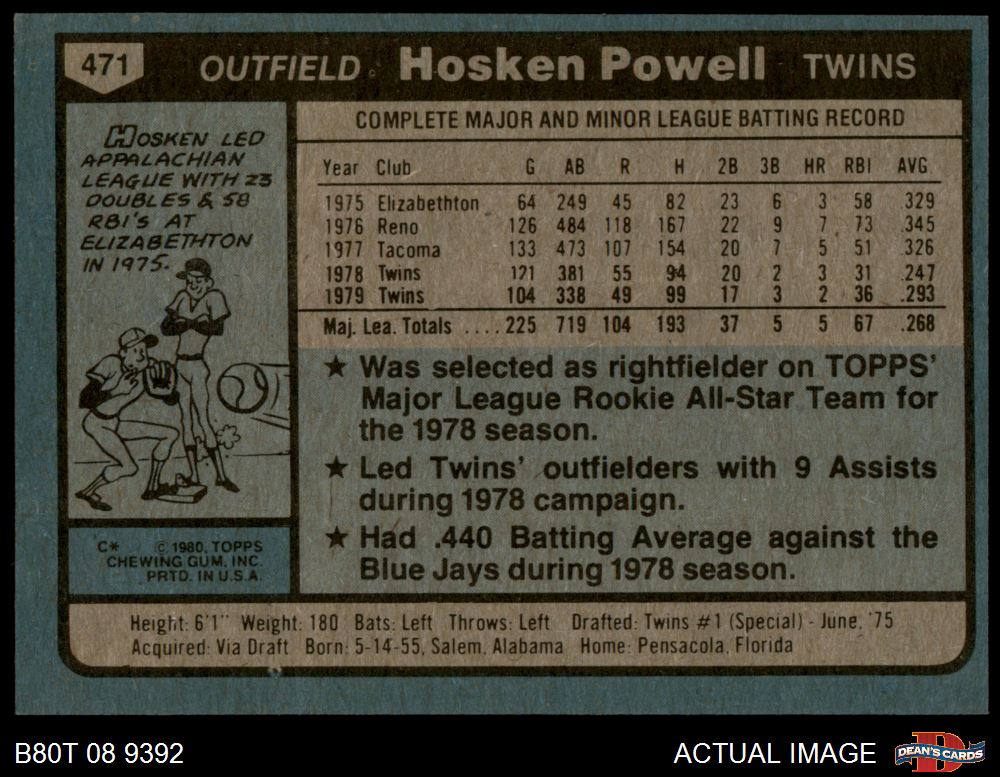 471 OUTFIELD Hosken Powell TWINS
HOSKEN LED
APPALACHIAN
LEAGUE WITH 23
DOUBLES & 58
RBI'S AT
ELIZABETHTON
IN 1975.
C* © 1980, TOPPS
CHEWING GUM, INC.
PRTD. IN U.S.A.
COMPLETE MAJOR AND MINOR LEAGUE BATTING RECORD
Year Club G AB R H 2B 3B HR RBI AVG
1975 Elizabethton 64 249 45 82 23 6 3 58 .329
1976 Reno 126 484 118 167 22 9 7 73 .345
1977 Tacoma 133 473 107 154 20 7 5 51 .326
1978 Twins 121 381 55 94 20 2 3 31 .247
1979 Twins 104 338 49 99 17 3 2 36 .293
Maj. Lea. Totals .... 225 719 104 193 37 5 5 67 .268
★ Was selected as rightfielder on TOPPS'
Major League Rookie All-Star Team for
the 1978 season.
★ Led Twins' outfielders with 9 Assists
during 1978 campaign.
★ Had .440 Batting Average against the
Blue Jays during 1978 season.
Height: 6'1" Weight: 180 Bats: Left Throws: Left Drafted: Twins #1 (Special) - June, '75
Acquired: Via Draft Born: 5-14-55, Salem, Alabama Home: Pensacola, Florida
B80T 08 9392 ACTUAL IMAGE DEAN'S CARDS